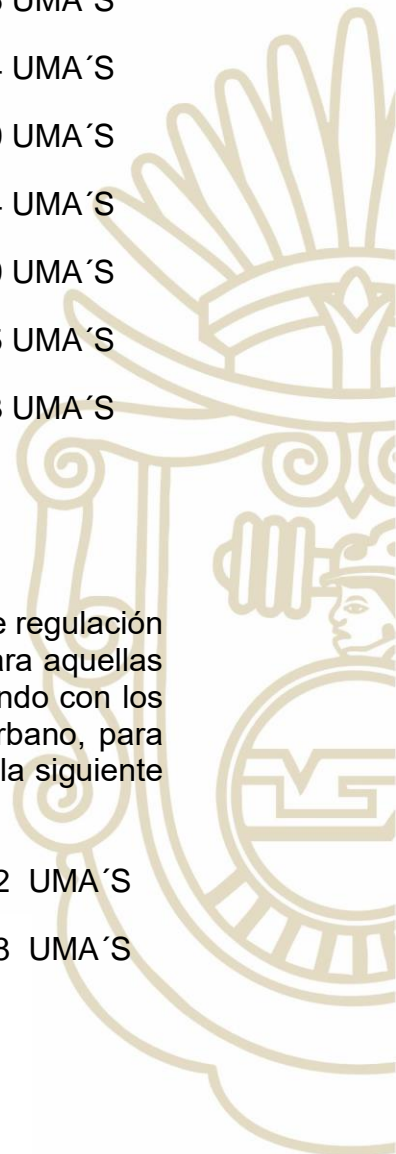 UMA´S
UMA´S
UMA´S
UMA´S
UMA´S
UMA´S
UMA´S
e regulación
ara aquellas
ndo con los
rbano, para
la siguiente
2 UMA´S
3 UMA´S